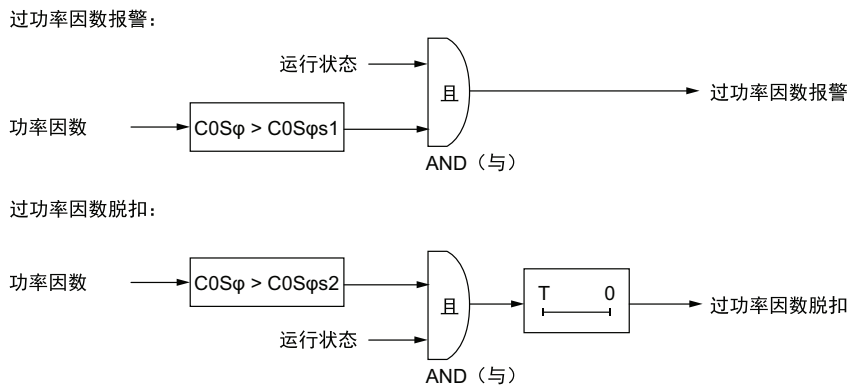 过功率因数报警：
运行状态
且
过功率因数报警
功率因数
C0Sφ > C0Sφs1
AND（与）
过功率因数脱扣：
功率因数
C0Sφ > C0Sφs2
且
T 0
过功率因数脱扣
运行状态
AND（与）